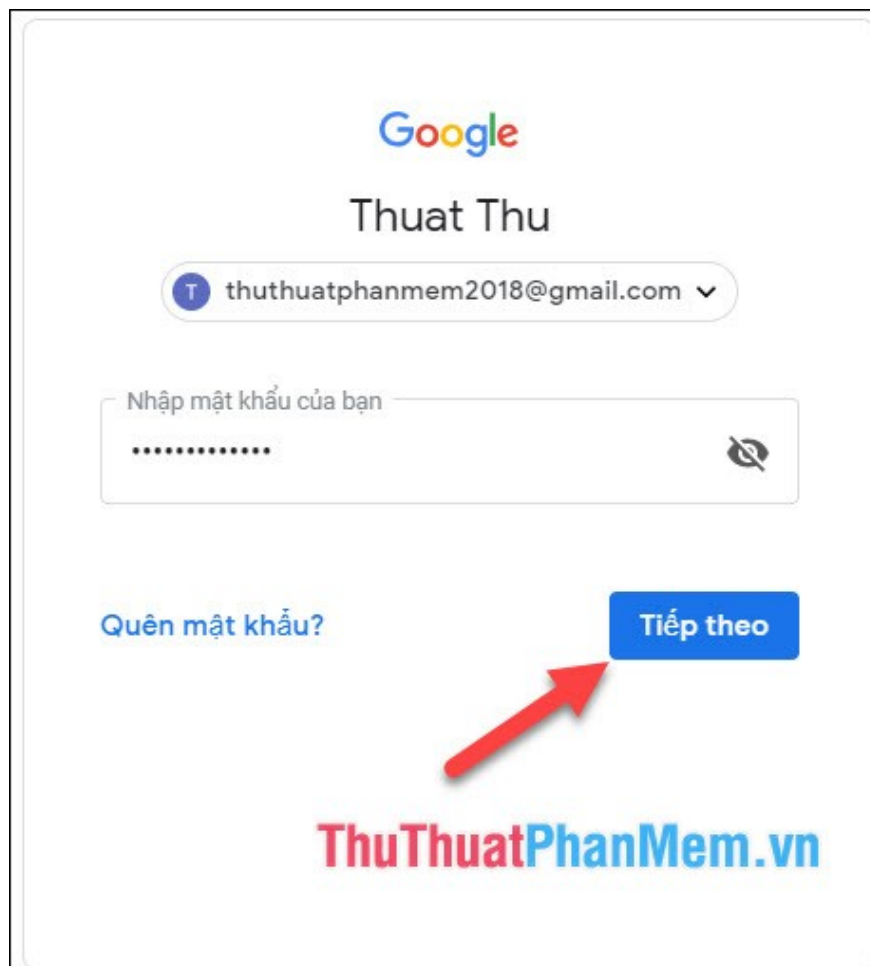 Google
Thuat Thu
T thuthuatphanmem2018@gmail.com
Nhập mật khẩu của bạn
•••••••••••••
Quên mật khẩu?
Tiếp theo
ThuThuatPhanMem.vn